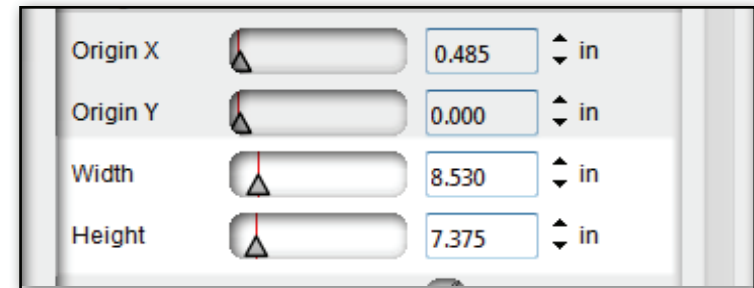 Origin X 0.485 in
Origin Y 0.000 in
Width 8.530 in
Height 7.375 in